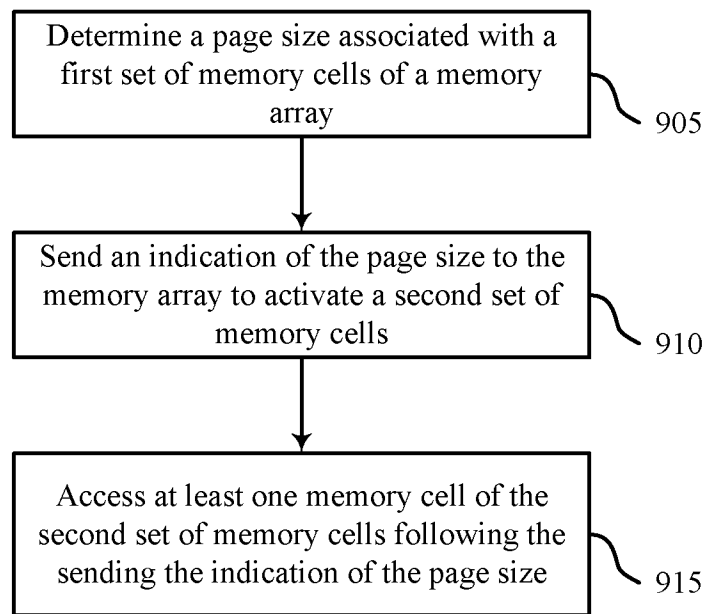 Determine a page size associated with a
first set of memory cells of a memory
array
905
Send an indication of the page size to the
memory array to activate a second set of
memory cells
910
Access at least one memory cell of the
second set of memory cells following the
sending the indication of the page size
915